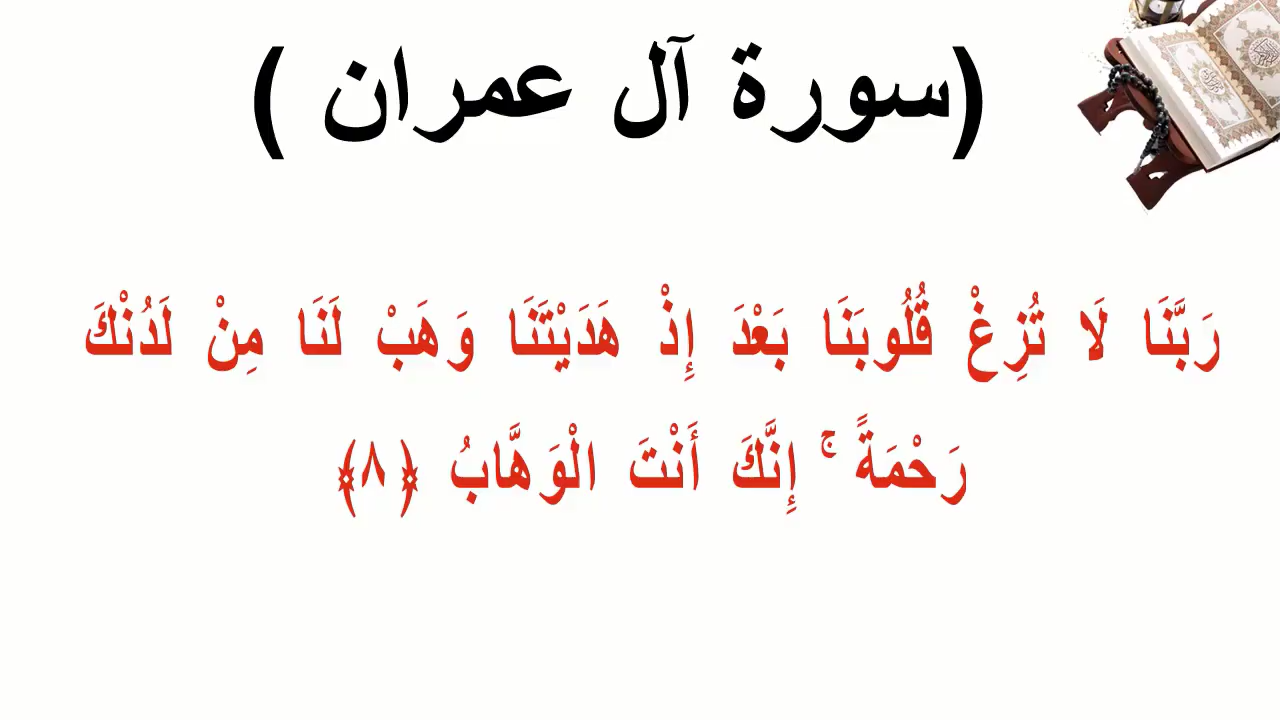 (سورة آل عمران )
رَبَّنَا لَا تُزِغْ قُلُوبَنَا بَعْدَ إِذْ هَدَيْتَنَا وَهَبْ لَنَا مِنْ لَدُنْكَ
رَحْمَةً ۚ إِنَّكَ أَنْتَ الْوَهَّابُ ﴿٨﴾